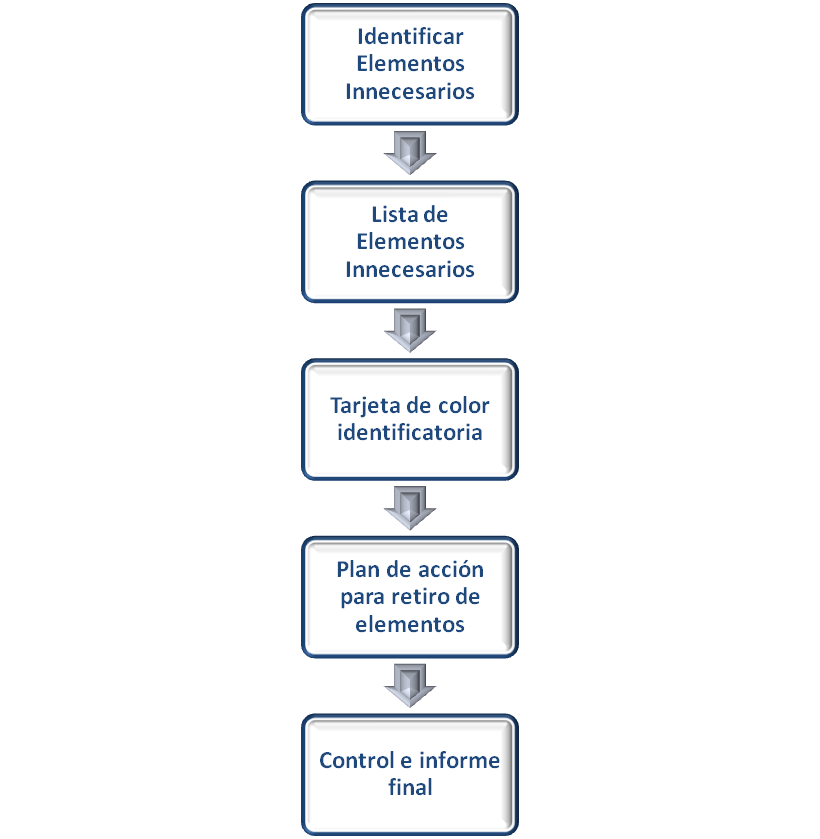 Identificar
Elementos
Innecesarios
Lista de
Elementos
Innecesarios
Tarjeta de color
identificatoria
Plan de acción
para retiro de
elementos
Control e informe
final